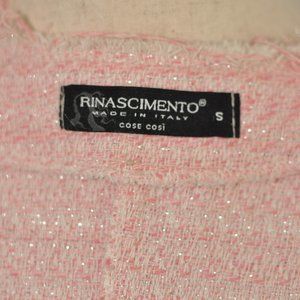 RINASCIMENTO®
MADE IN ITALY
S
COSE COSÌ